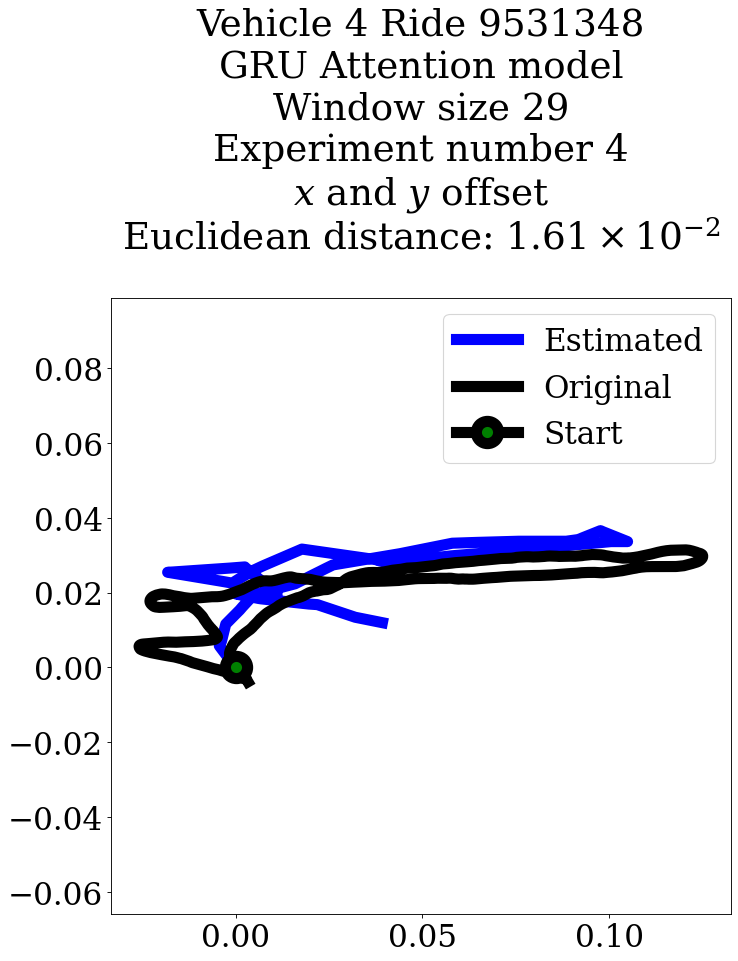 Vehicle 4 Ride 9531348
GRU Attention model
Window size 29
Experiment number 4
x and y offset
Euclidean distance: 1.61 × 10⁻²
Estimated
Original
Start
0.08
0.06
0.04
0.02
0.00
−0.02
−0.04
−0.06
0.00 0.05 0.10